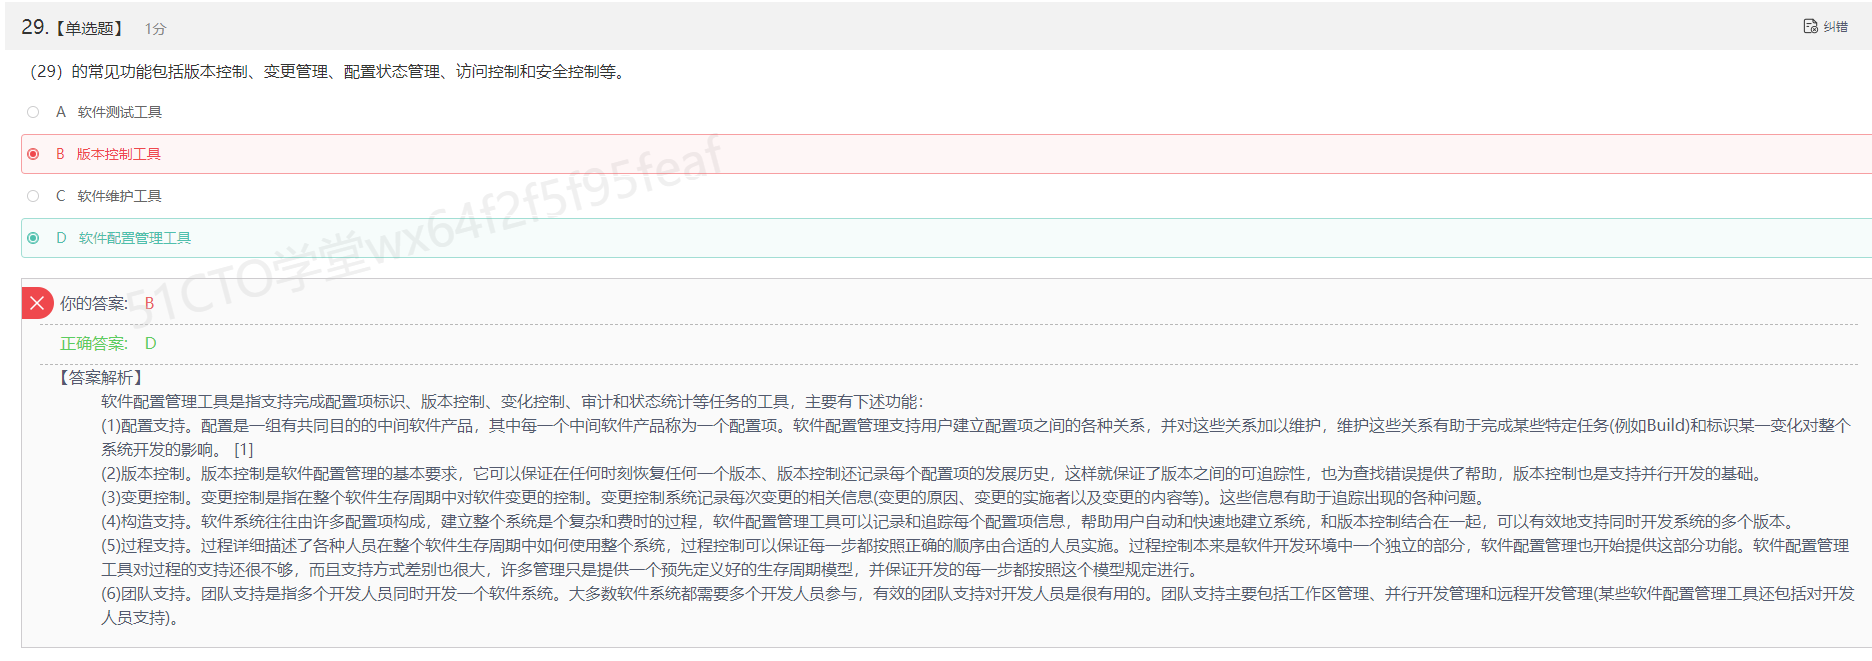 29.【单选题】 1分
纠错
（29）的常见功能包括版本控制、变更管理、配置状态管理、访问控制和安全控制等。
A 软件测试工具
B 版本控制工具
C 软件维护工具
D 软件配置管理工具
51CTO学堂wx64f2f5f95feaf
你的答案: B
正确答案: D
【答案解析】
软件配置管理工具是指支持完成配置项标识、版本控制、变化控制、审计和状态统计等任务的工具，主要有下述功能：
(1)配置支持。配置是一组有共同目的的中间软件产品，其中每一个中间软件产品称为一个配置项。软件配置管理支持用户建立配置项之间的各种关系，并对这些关系加以维护，维护这些关系有助于完成某些特定任务(例如Build)和标识某一变化对整个
系统开发的影响。 [1]
(2)版本控制。版本控制是软件配置管理的基本要求，它可以保证在任何时刻恢复任何一个版本、版本控制还记录每个配置项的发展历史，这样就保证了版本之间的可追踪性，也为查找错误提供了帮助，版本控制也是支持并行开发的基础。
(3)变更控制。变更控制是指在整个软件生存周期中对软件变更的控制。变更控制系统记录每次变更的相关信息(变更的原因、变更的实施者以及变更的内容等)。这些信息有助于追踪出现的各种问题。
(4)构造支持。软件系统往往由许多配置项构成，建立整个系统是个复杂和费时的过程，软件配置管理工具可以记录和追踪每个配置项信息，帮助用户自动和快速地建立系统，和版本控制结合在一起，可以有效地支持同时开发系统的多个版本。
(5)过程支持。过程详细描述了各种人员在整个软件生存周期中如何使用整个系统，过程控制可以保证每一步都按照正确的顺序由合适的人员实施。过程控制本来是软件开发环境中一个独立的部分，软件配置管理也开始提供这部分功能。软件配置管理
工具对过程的支持还很不够，而且支持方式差别也很大，许多管理只是提供一个预先定义好的生存周期模型，并保证开发的每一步都按照这个模型规定进行。
(6)团队支持。团队支持是指多个开发人员同时开发一个软件系统。大多数软件系统都需要多个开发人员参与，有效的团队支持对开发人员是很有用的。团队支持主要包括工作区管理、并行开发管理和远程开发管理(某些软件配置管理工具还包括对开发
人员支持)。